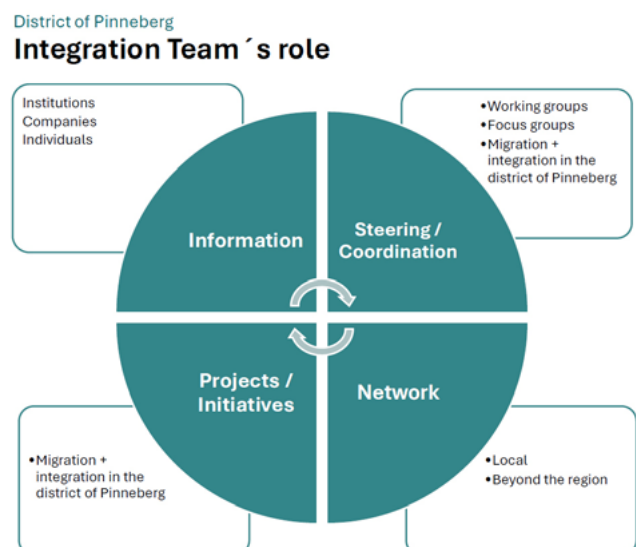 District of Pinneberg
Integration Team´s role
Institutions
Companies
Individuals
•Working groups
•Focus groups
•Migration +
integration in the
district of Pinneberg
Information
Steering /
Coordination
Projects /
Initiatives
Network
•Migration +
integration in the
district of Pinneberg
•Local
•Beyond the region